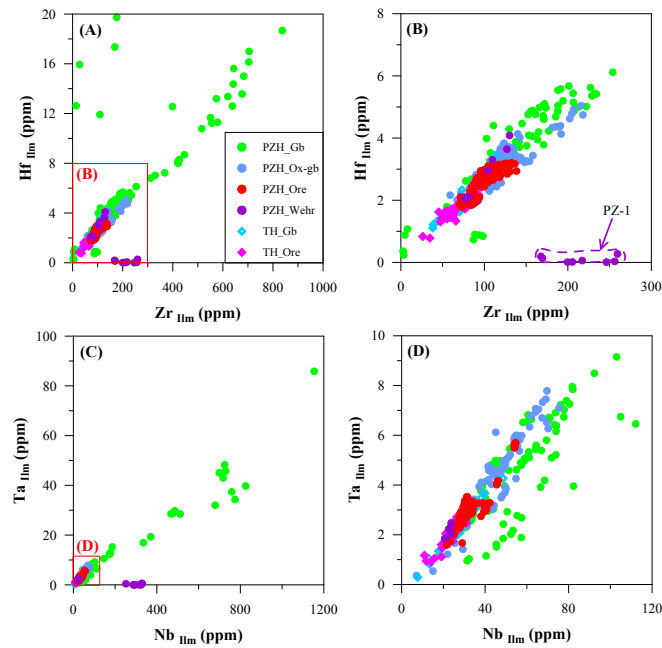 (A)
20
16
12
8
4
0
Hf Ilm (ppm)
(B)
PZH_Gb
PZH_Ox-gb
PZH_Ore
PZH_Wehr
TH_Gb
TH_Ore
0 200 400 600 800 1000
Zr Ilm (ppm)
(B)
8
6
4
2
0
Hf Ilm (ppm)
PZ-1
0 50 100 150 200 250 300
Zr Ilm (ppm)
(C)
100
80
60
40
20
0
Ta Ilm (ppm)
(D)
0 400 800 1200
Nb Ilm (ppm)
(D)
10
8
6
4
2
0
Ta Ilm (ppm)
0 40 80 120
Nb Ilm (ppm)